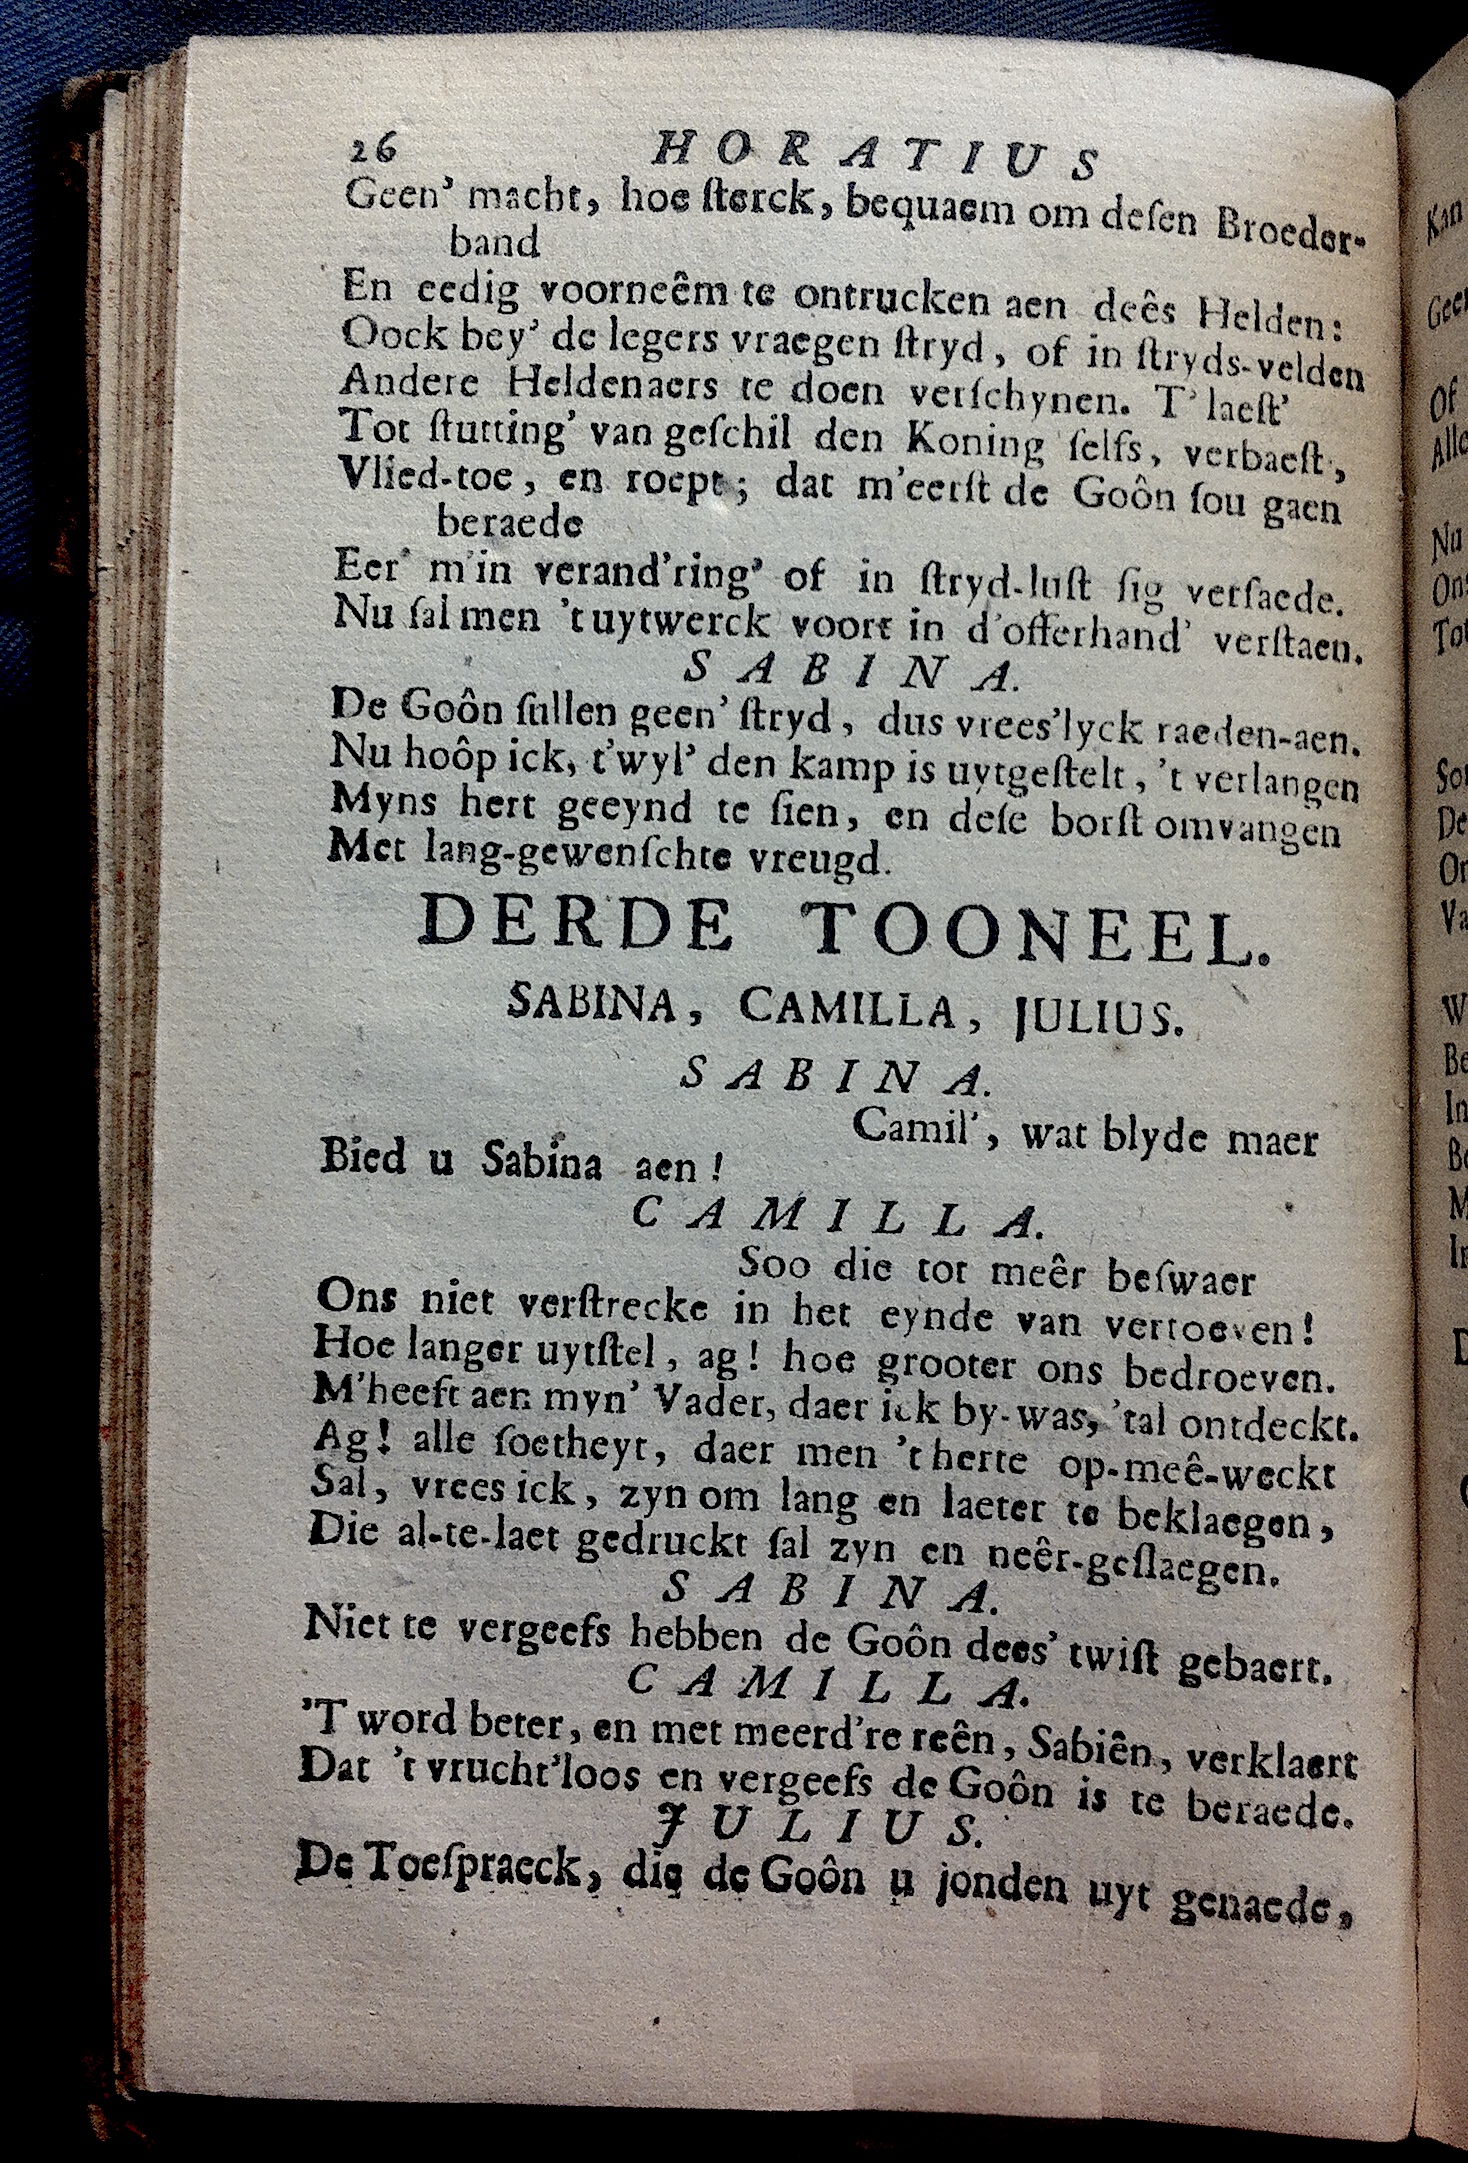 26 HORATIUS
Geen' macht, hoe ſterck, bequaem om deſen Broeder-
band
En eedig voorneêm te ontrucken aen deês Helden:
Oock bey' de legers vraegen ſtryd, of in ſtryds-velden
Andere Heldenaers te doen verſchynen. T'laeſt'
Tot ſtutting' van geſchil den Koning ſelfs, verbaeſt,
Vlied-toe, en roept; dat m'eerſt de Goôn ſou gaen
beraede
Eer' m'in verand'ring' of in ſtryd-luſt ſig verſaede.
Nu ſal men 't uytwerck voort in d'offerhand' verſtaen.
SABINA.
De Goôn ſullen geen' ſtryd, dus vrees'lyck raeden-aen.
Nu hoôp ick, t'wyl' den kamp is uytgeſtelt, 't verlangen
Myns hert geeynd te ſien, en deſe borſt omvangen
Met lang-gewenſchte vreugd.
DERDE TOONEEL.
SABINA, CAMILLA, JULIUS.
SABINA.
Camil', wat blyde maer
Bied u Sabina aen!
CAMILLA.
Soo die tot meêr beſwaer
Ons niet verſtrecke in het eynde van vertoeven!
Hoe langer uytſtel, ag! hoe grooter ons bedroeven.
M'heeft aen myn' Vader, daer ick by-was, 'tal ontdeckt.
Ag! alle ſoetheyt, daer men 't herte op-meê-weckt
Sal, vrees ick, zyn om lang en laeter te beklaegen,
Die al-te-laet gedruckt ſal zyn en neêr-geſlaegen.
SABINA.
Niet te vergeefs hebben de Goôn dees' twiſt gebaert.
CAMILLA.
'T word beter, en met meerd're reên, Sabiên, verklaert
Dat 't vrucht'loos en vergeefs de Goôn is te beraede.
JULIUS.
De Toeſpraeck, die de Goôn u jonden uyt genaede,
Kan
Of
Nu